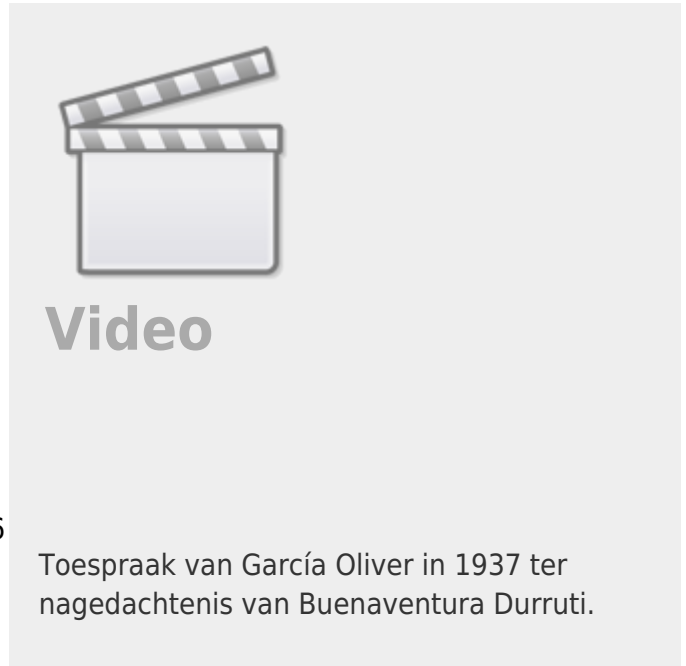 Video
Toespraak van García Oliver in 1937 ter
nagedachtenis van Buenaventura Durruti.